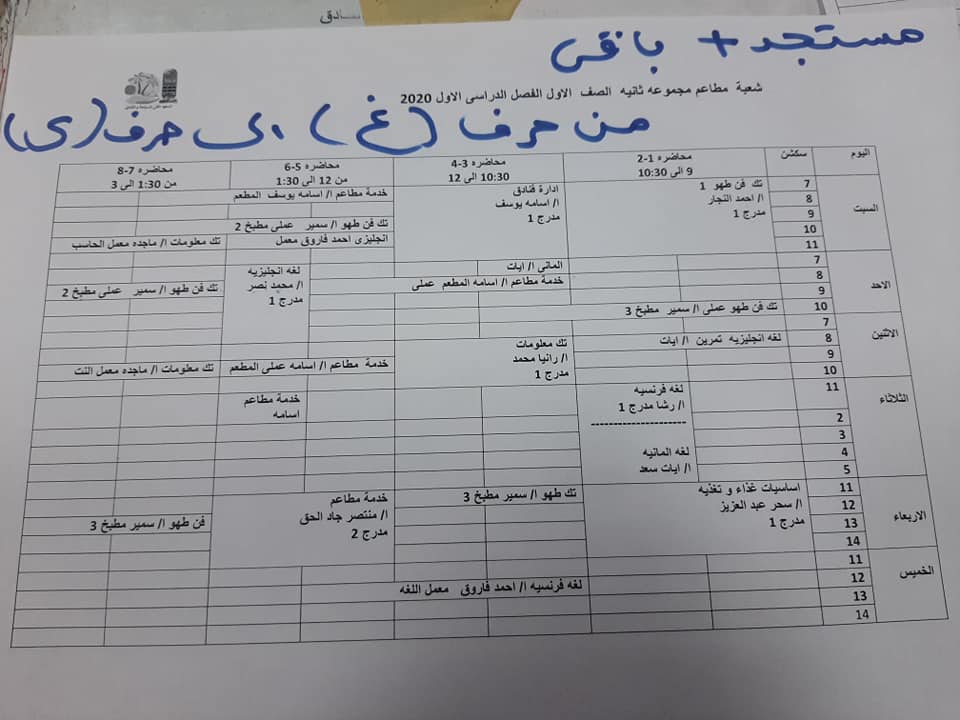 ـادق
مستجد + باقى
شعبة مطاعم مجموعه ثانيه الصف الاول الفصل الدراسى الاول 2020
من حرف (غ) الى حرف (ى)
اليوم سكشن محاضره 1-2 محاضره 3-4 محاضره 5-6 محاضره 7-8
9 الى 10:30 10:30 الى 12 من 12 الى 1:30 من 1:30 الى 3
السبت
7 تك فن طهو 1 ادارة فنادق خدمة مطاعم ا/ اسامه يوسف المطعم
8 ا/ احمد النجار ا/ اسامه يوسف
9 مدرج 1 مدرج 1 تك فن طهو ا/ سمير عملى مطبخ 2
10 انجليزى احمد فاروق معمل
11 تك معلومات ا/ ماجده معمل الحاسب
الاحد
7 المانى ا/ ايات لغه انجليزيه
8 خدمة مطاعم ا/ اسامه المطعم عملى ا/ محمد نصر تك فن طهو ا/ سمير عملى مطبخ 2
9 مدرج 1
10 تك فن طهو عملى ا/ سمير مطبخ 3
الاثنين
7 تك معلومات
8 لغه انجليزيه تمرين ا/ ايات ا/ رانيا محمد
9 مدرج 1 خدمة مطاعم ا/ اسامه عملى المطعم تك معلومات ا/ ماجده معمل النت
10
الثلاثاء
11 لغه فرنسيه خدمة مطاعم
ا/ رشا مدرج 1 اسامه
2 --------------------
3
4 لغه المانيه
5 ا/ ايات سعد
الاربعاء
11 اساسيات غذاء و تغذيه تك طهو ا/ سمير مطبخ 3 خدمة مطاعم
12 ا/ سحر عبد العزيز ا/ منتصر جاد الحق فن طهو ا/ سمير مطبخ 3
13 مدرج 1 مدرج 2
14
الخميس
11
12 لغه فرنسيه ا/ احمد فاروق معمل اللغه
13
14